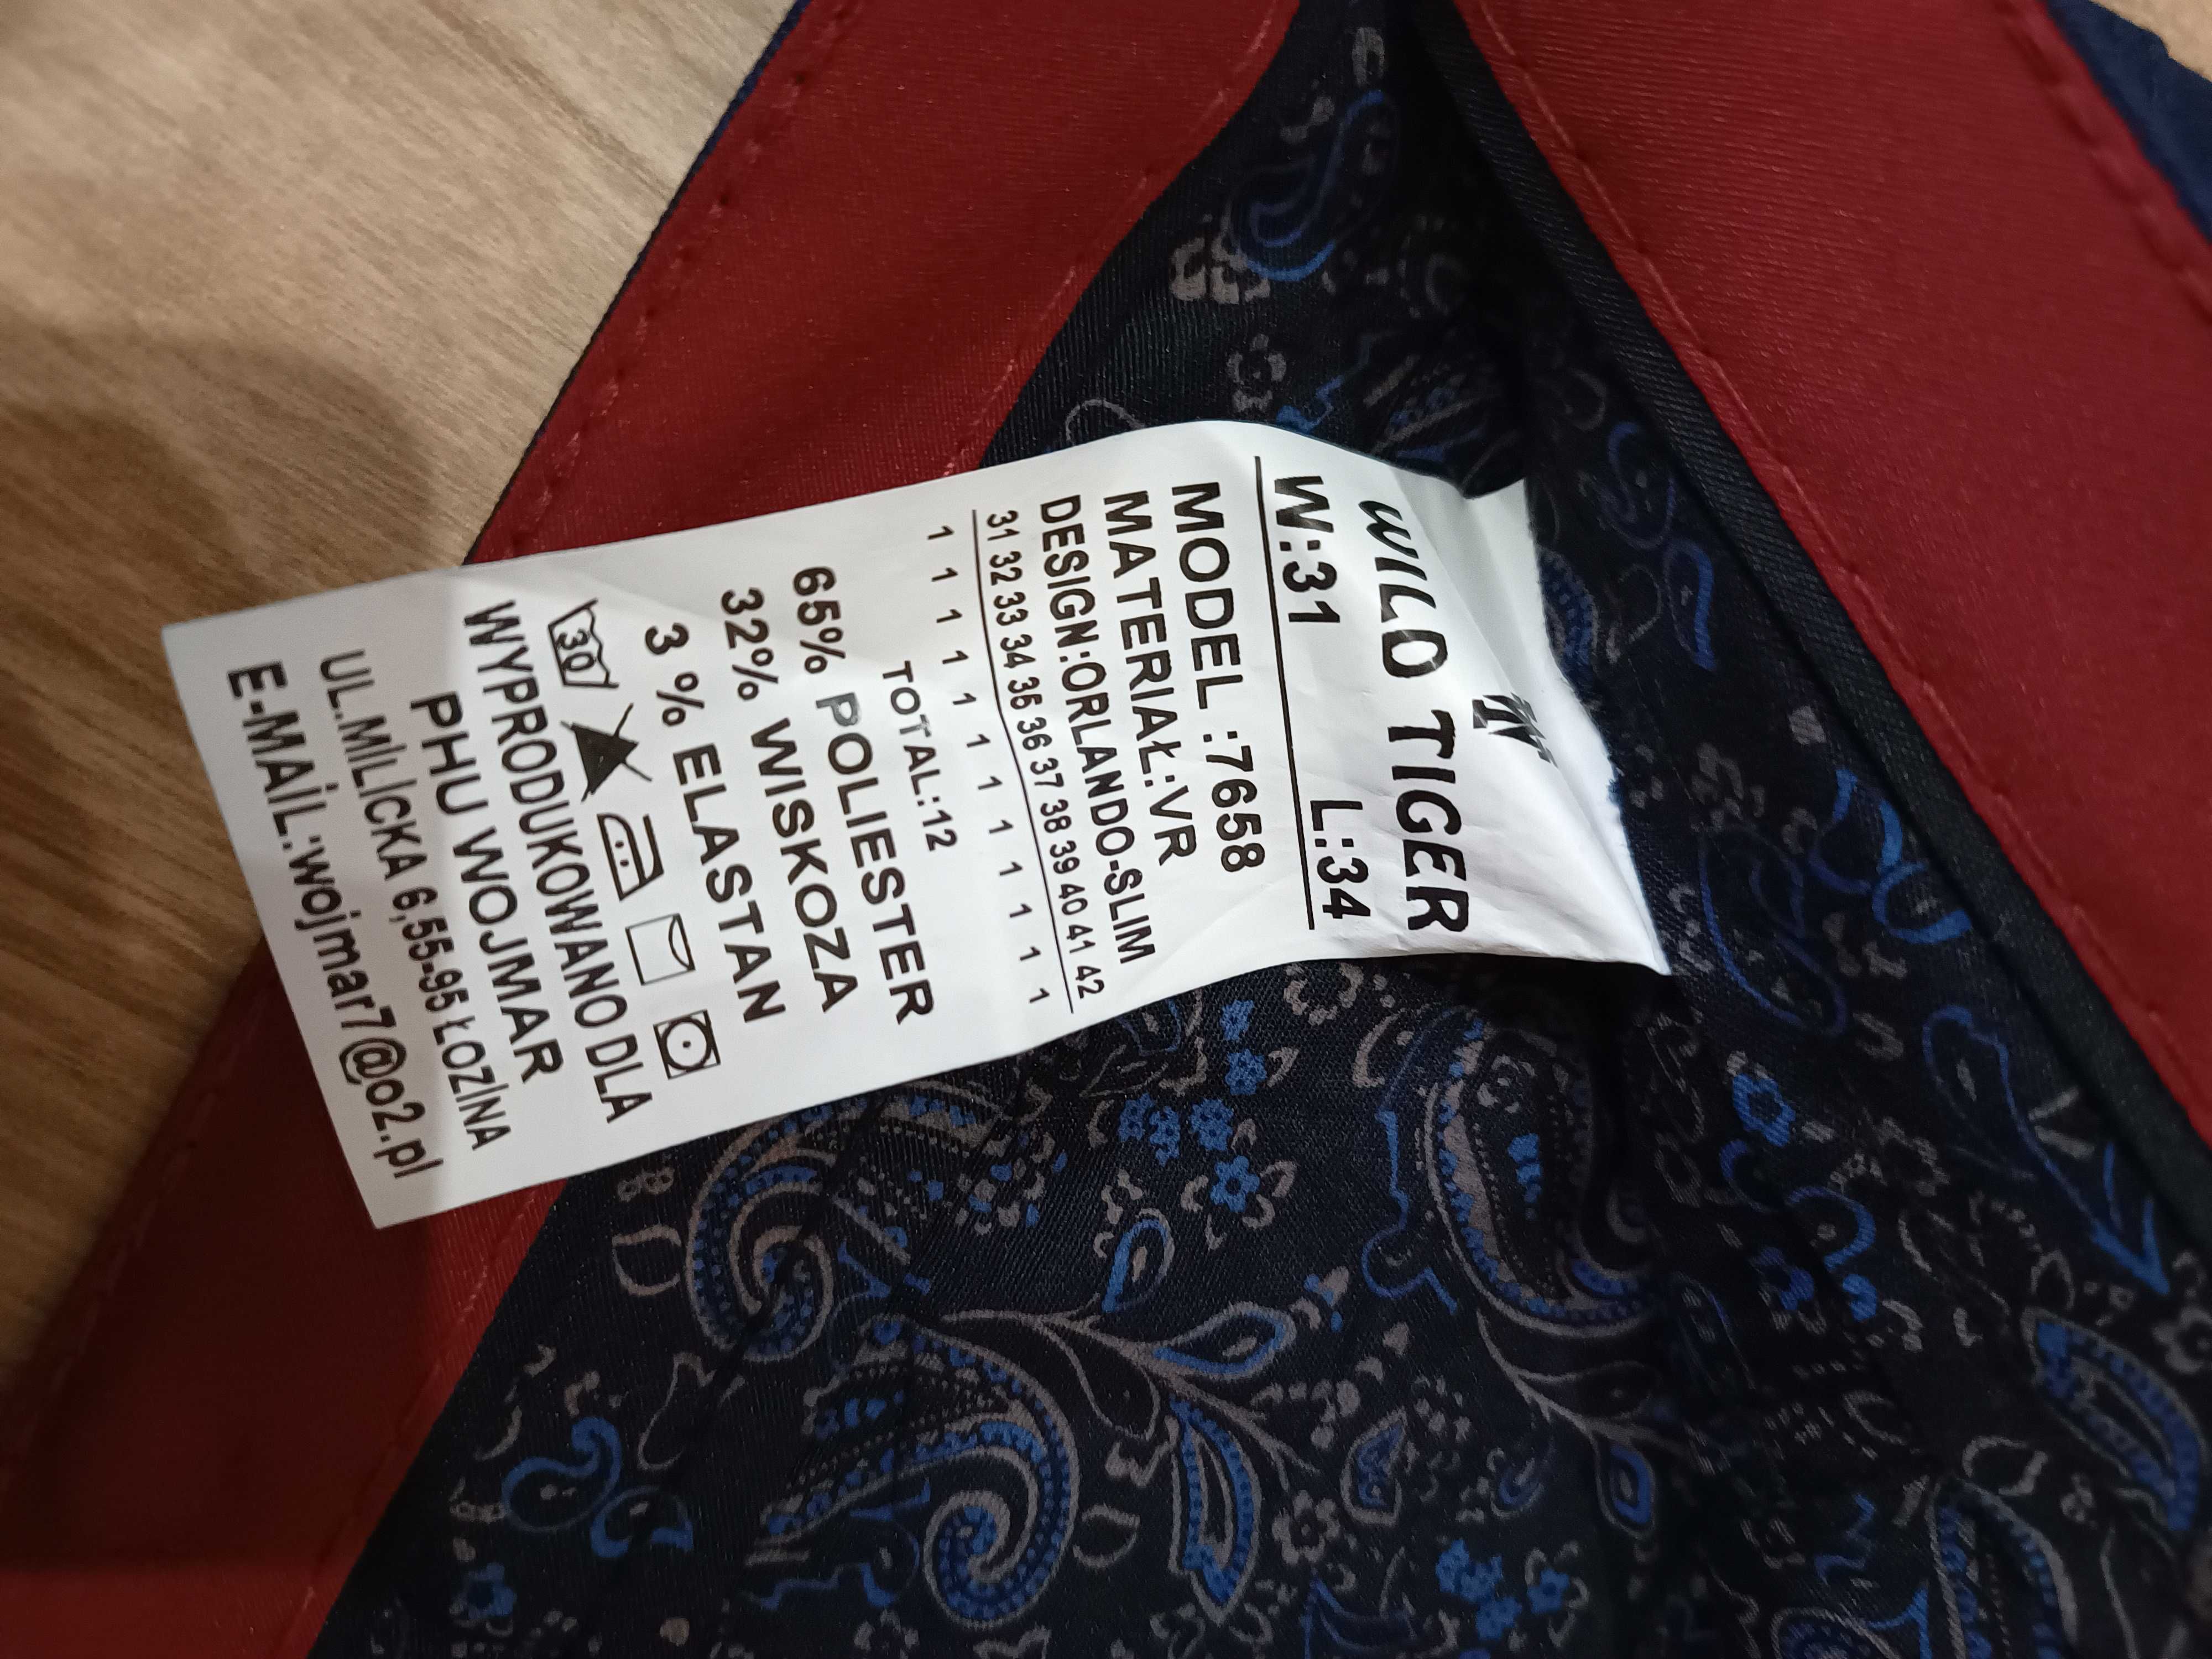 WILD TIGER
W:31 L:34
MODEL :7658
MATERIAŁ:VR
DESIGN:ORLANDO-SLIM
31 32 33 34 35 36 37 38 39 40 41 42
1 1 1 1 1 1 1 1 1 1 1 1
TOTAL:12
65% POLIESTER
32% WISKOZA
3 % ELASTAN
30
WYPRODUKOWANO DLA
PHU WOJMAR
UL.MILICKA 6,55-95 ŁOZINA
E-MAIL:wojmar7@o2.pl